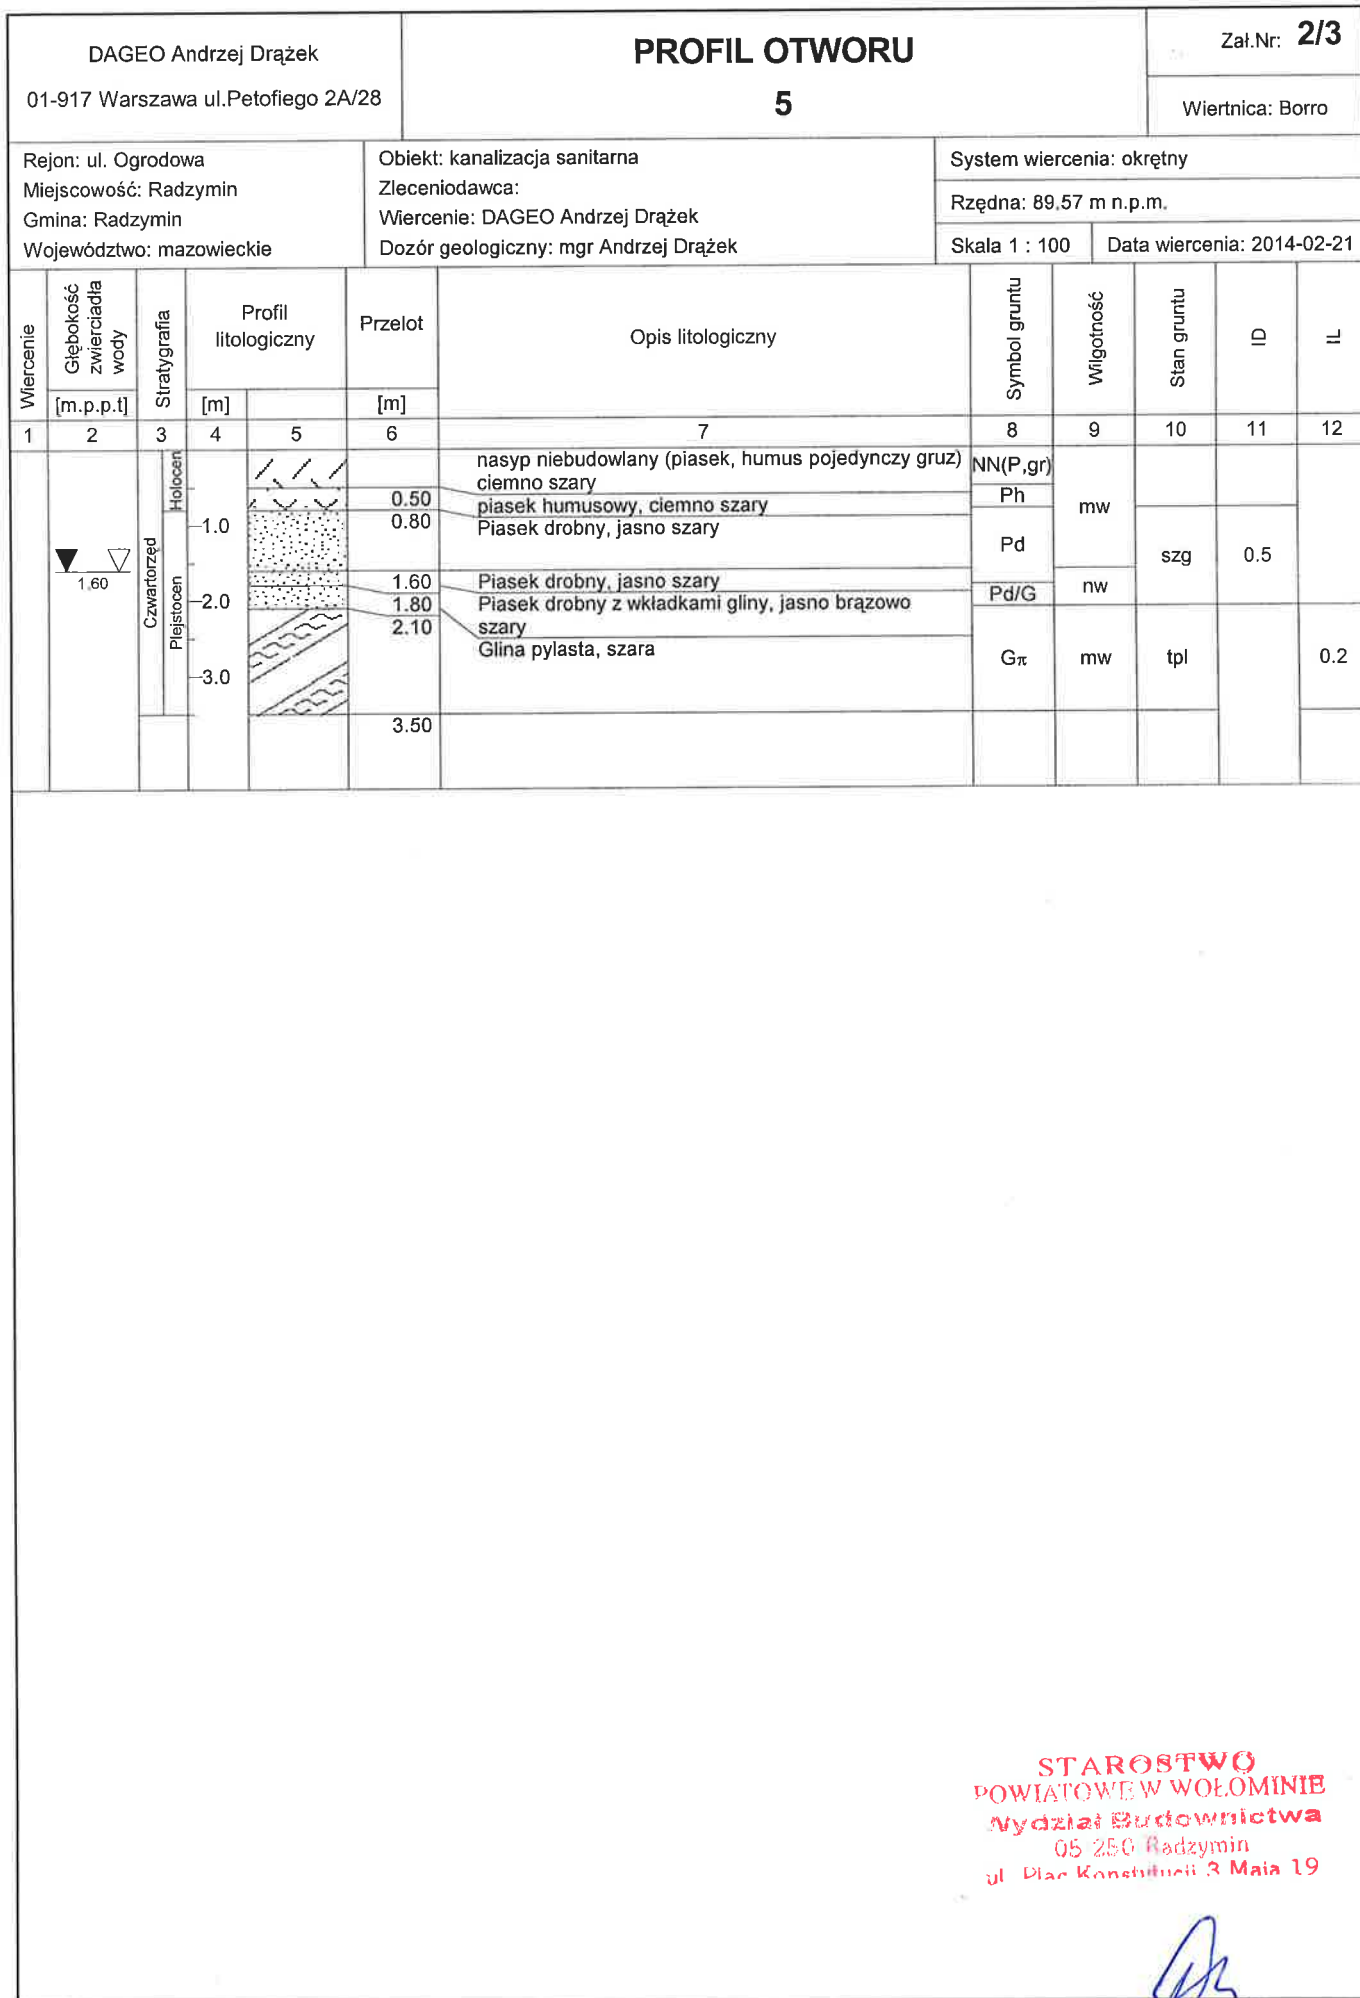 DAGEO Andrzej Drążek
01-917 Warszawa ul.Petofiego 2A/28
PROFIL OTWORU
5
Zał.Nr: 2/3
Wiertnica: Borro
Rejon: ul. Ogrodowa
Miejscowość: Radzymin
Gmina: Radzymin
Województwo: mazowieckie
Obiekt: kanalizacja sanitarna
Zleceniodawca:
Wiercenie: DAGEO Andrzej Drążek
Dozór geologiczny: mgr Andrzej Drążek
System wiercenia: okrętny
Rzędna: 89.57 m n.p.m.
Skala 1 : 100
Data wiercenia: 2014-02-21
Wiercenie
Głębokość zwierciadła wody
[m.p.p.t]
Stratygrafia
Profil litologiczny
[m]
Przelot
[m]
Opis litologiczny
Symbol gruntu
Wilgotność
Stan gruntu
ID
IL
1 2 3 4 5 6 7 8 9 10 11 12
1.60
Czwartorzęd
Holocen
Plejstocen
1.0
2.0
3.0
0.50
0.80
1.60
1.80
2.10
3.50
nasyp niebudowlany (piasek, humus pojedynczy gruz)
ciemno szary
piasek humusowy, ciemno szary
Piasek drobny, jasno szary
Piasek drobny, jasno szary
Piasek drobny z wkładkami gliny, jasno brązowo
szary
Glina pylasta, szara
NN(P,gr)
Ph
Pd
Pd/G
Gπ
mw
nw
mw
szg
tpl
0.5
0.2
STAROSTWO
POWIATOWE W WOŁOMINIE
Wydział Budownictwa
05 250 Radzymin
ul. Plac Konstytucji 3 Maja 19